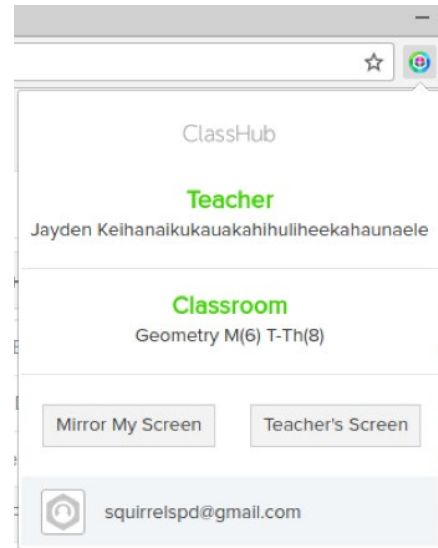 ClassHub
Teacher
Jayden Keihanaikukauakahihuliheekahaunaele
Classroom
Geometry M(6) T-Th(8)
Mirror My Screen Teacher's Screen
squirrelspd@gmail.com